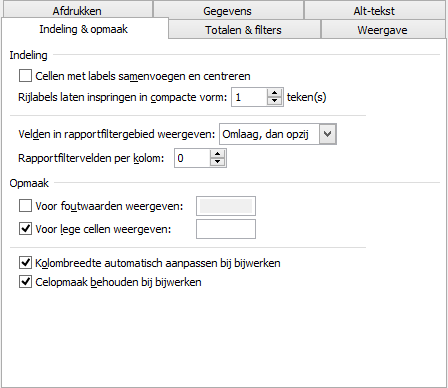 Afdrukken Gegevens Alt-tekst
Indeling & opmaak Totalen & filters Weergave
Indeling
Cellen met labels samenvoegen en centreren
Rijlabels laten inspringen in compacte vorm: 1 teken(s)
Velden in rapportfiltergebied weergeven: Omlaag, dan opzij
Rapportfiltervelden per kolom: 0
Opmaak
Voor foutwaarden weergeven:
Voor lege cellen weergeven:
Kolombreedte automatisch aanpassen bij bijwerken
Celopmaak behouden bij bijwerken